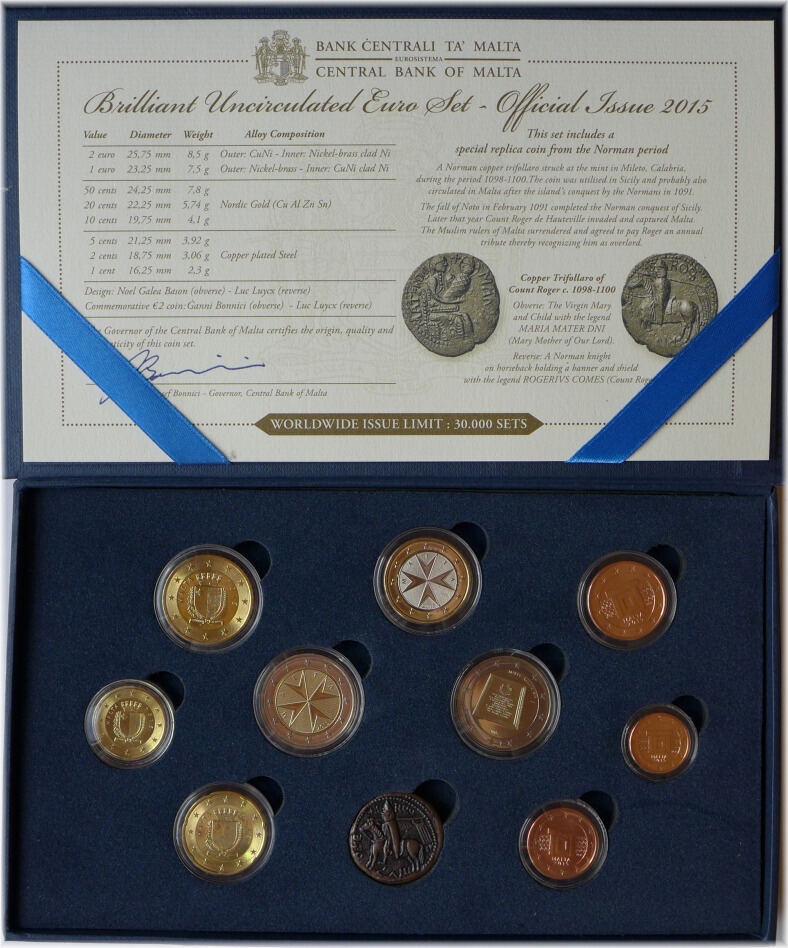 BANK ĊENTRALI TA' MALTA
EUROSISTEMA
CENTRAL BANK OF MALTA
Brilliant Uncirculated Euro Set - Official Issue 2015
Value Diameter Weight Alloy Composition
2 euro 25,75 mm 8,5 g Outer: CuNi - Inner: Nickel-brass clad Ni
1 euro 23,25 mm 7,5 g Outer: Nickel-brass - Inner: CuNi clad Ni
50 cents 24,25 mm 7,8 g
20 cents 22,25 mm 5,74 g Nordic Gold (Cu Al Zn Sn)
10 cents 19,75 mm 4,1 g
5 cents 21,25 mm 3,92 g
2 cents 18,75 mm 3,06 g Copper plated Steel
1 cent 16,25 mm 2,3 g
Design: Noel Galea Bason (obverse) - Luc Luycx (reverse)
Commemorative €2 coin: Ganni Bonnici (obverse) - Luc Luycx (reverse)
Governor of the Central Bank of Malta certifies the origin, quality and
ticity of this coin set.
Bonnici - Governor, Central Bank of Malta
This set includes a
special replica coin from the Norman period
A Norman copper trifollaro struck at the mint in Mileto, Calabria,
during the period 1098-1100. The coin was utilised in Sicily and probably also
circulated in Malta after the island's conquest by the Normans in 1091.
The fall of Noto in February 1091 completed the Norman conquest of Sicily.
Later that year Count Roger de Hauteville invaded and captured Malta.
The Muslim rulers of Malta surrendered and agreed to pay Roger an annual
tribute thereby recognizing him as overlord.
Copper Trifollaro of
Count Roger c. 1098-1100
Obverse: The Virgin Mary
and Child with the legend
MARIA MATER DNI
(Mary Mother of Our Lord).
Reverse: A Norman knight
on horseback holding a banner and shield
with the legend ROGERIVS COMES (Count Roge
WORLDWIDE ISSUE LIMIT : 30.000 SETS
MALTA
MALTA
2015
MALTA
2015